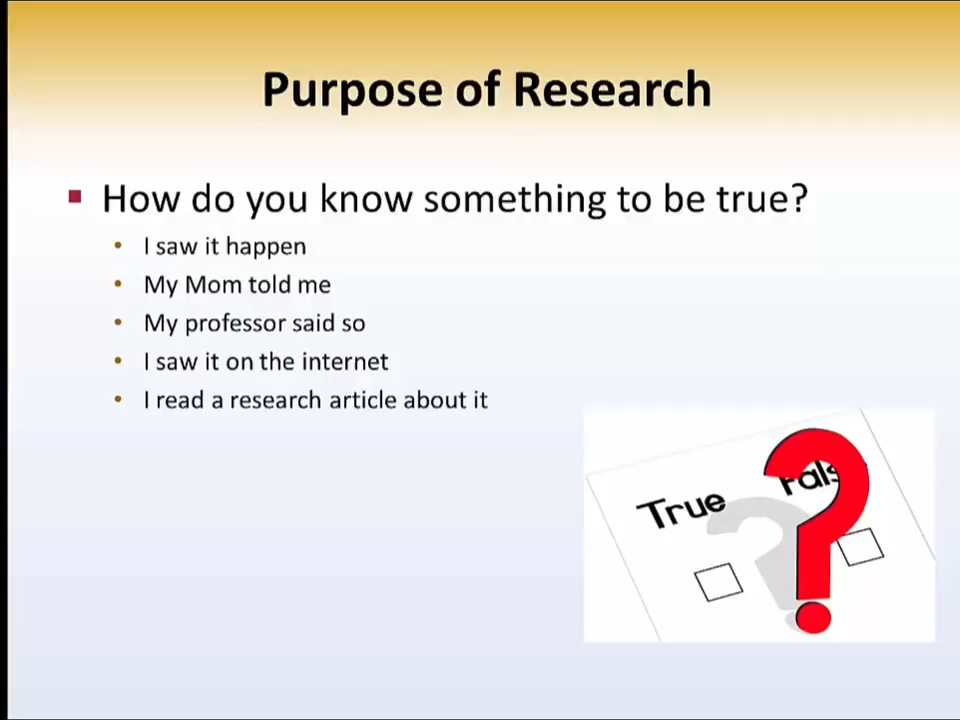 Purpose of Research
How do you know something to be true?
I saw it happen
My Mom told me
My professor said so
I saw it on the internet
I read a research article about it
True
?